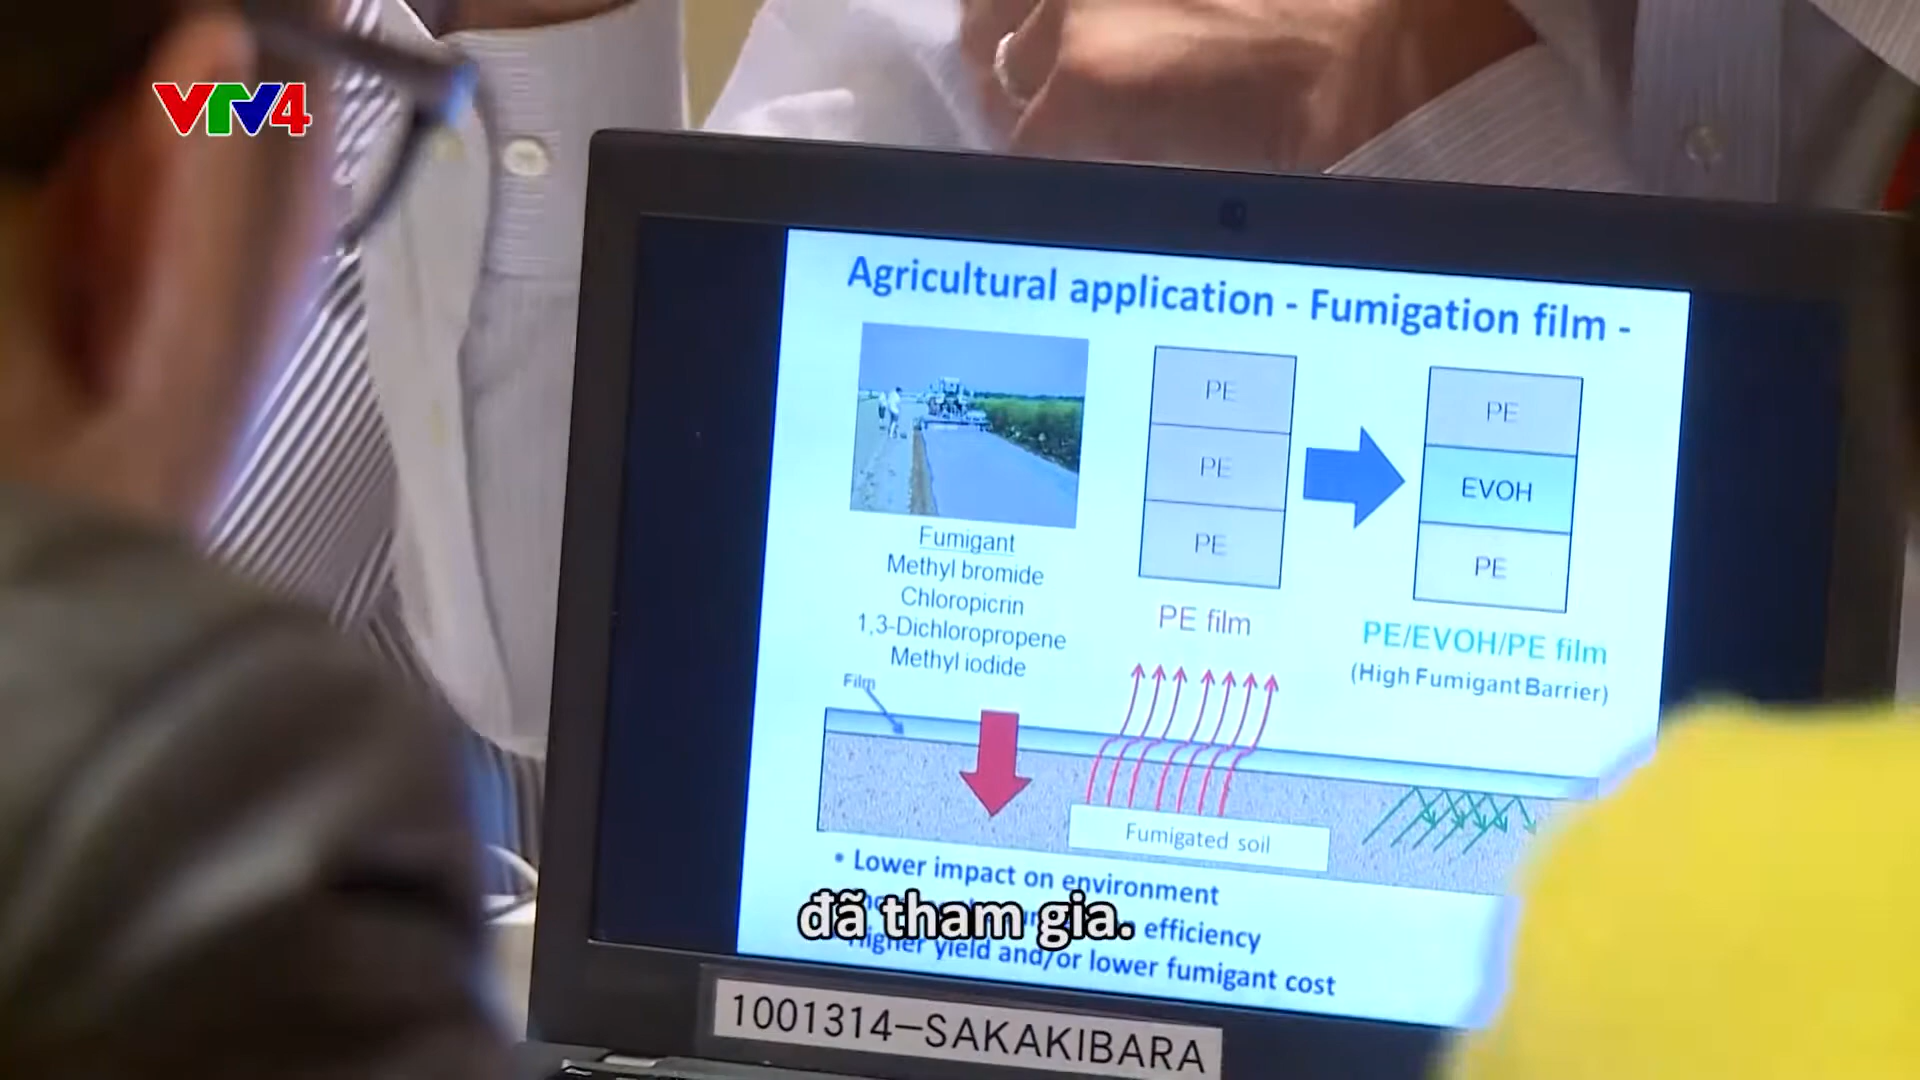 VTV4
Agricultural application - Fumigation film -
PE
PE
PE
PE
EVOH
PE
Fumigant
Methyl bromide
Chloropicrin
1,3-Dichloropropene
Methyl iodide
PE film
PE/EVOH/PE film
(High Fumigant Barrier)
Film
Fumigated soil
• Lower impact on environment
efficiency
Higher yield and/or lower fumigant cost
đã tham gia.
1001314-SAKAKIBARA